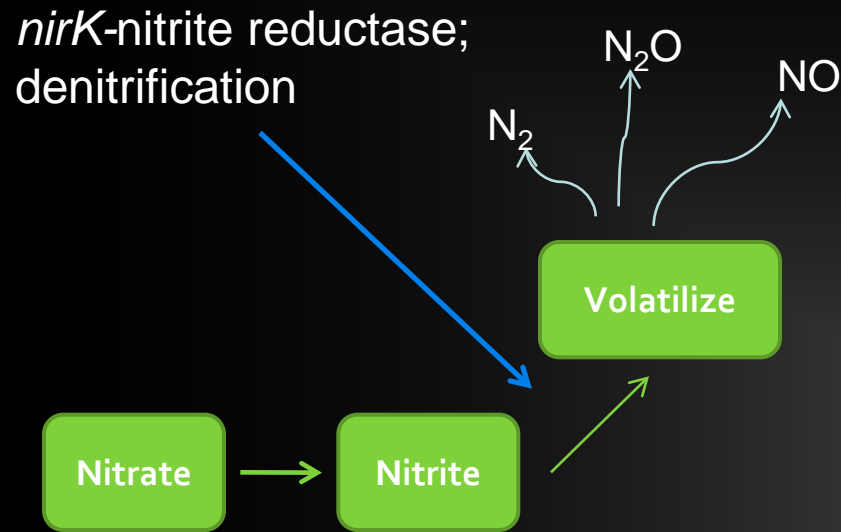 nirK-nitrite reductase;
denitrification
N₂
N₂O
NO
Volatilize
Nitrate
Nitrite